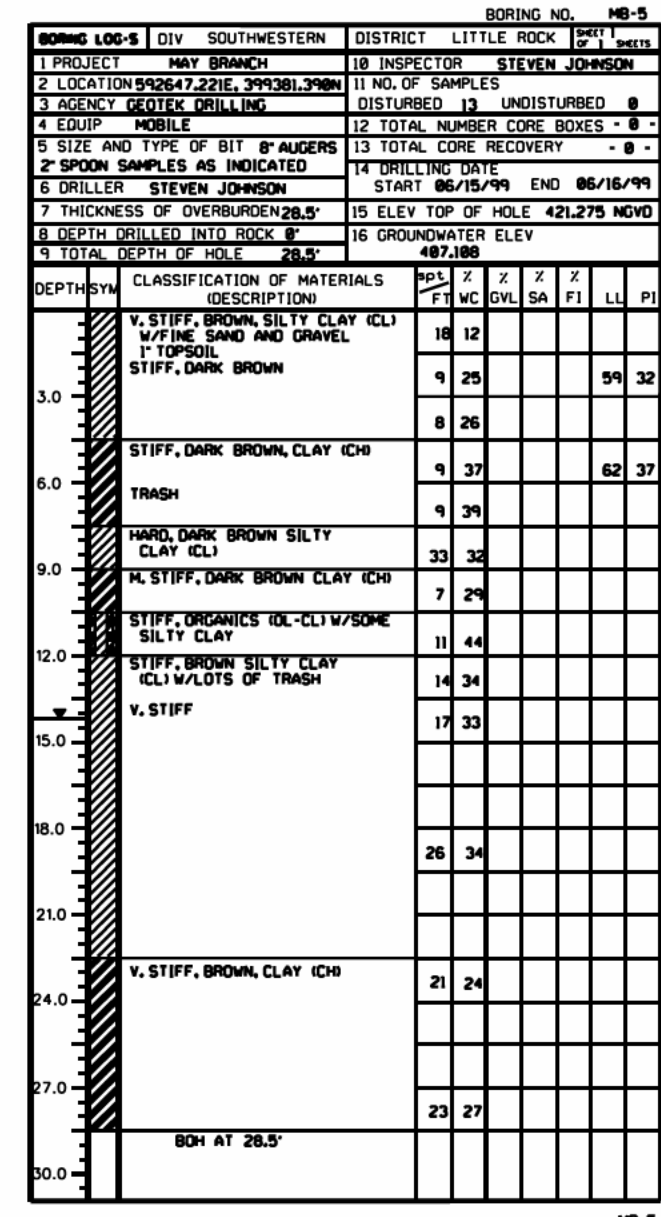 BORING NO. MB-5
BORING LOG-S DIV SOUTHWESTERN DISTRICT LITTLE ROCK SHEET 1 OF 1 SHEETS
1 PROJECT MAY BRANCH
10 INSPECTOR STEVEN JOHNSON
2 LOCATION 592647.221E, 399381.390N
11 NO. OF SAMPLES
3 AGENCY GEOTEK DRILLING
DISTURBED 13 UNDISTURBED 0
4 EQUIP MOBILE
12 TOTAL NUMBER CORE BOXES - 0 -
5 SIZE AND TYPE OF BIT 8" AUGERS
13 TOTAL CORE RECOVERY - 0 -
2" SPOON SAMPLES AS INDICATED
14 DRILLING DATE
6 DRILLER STEVEN JOHNSON
START 06/15/99 END 06/16/99
7 THICKNESS OF OVERBURDEN 28.5'
15 ELEV TOP OF HOLE 421.275 NGVD
8 DEPTH DRILLED INTO ROCK 0'
16 GROUNDWATER ELEV
9 TOTAL DEPTH OF HOLE 28.5'
407.108
DEPTH SYM CLASSIFICATION OF MATERIALS (DESCRIPTION) spt/FT % WC % GVL % SA % FI LL PI
V. STIFF, BROWN, SILTY CLAY (CL)
W/FINE SAND AND GRAVEL 18 12
1" TOPSOIL
STIFF, DARK BROWN 9 25 59 32
3.0
8 26
STIFF, DARK BROWN, CLAY (CH)
9 37 62 37
6.0
TRASH
9 39
HARD, DARK BROWN SILTY
CLAY (CL) 33 32
9.0
M. STIFF, DARK BROWN CLAY (CH)
7 29
STIFF, ORGANICS (OL-CL) W/SOME
SILTY CLAY 11 44
12.0
STIFF, BROWN SILTY CLAY
(CL) W/LOTS OF TRASH 14 34
V. STIFF 17 33
15.0
18.0
26 34
21.0
V. STIFF, BROWN, CLAY (CH) 21 24
24.0
27.0
23 27
BOH AT 28.5'
30.0